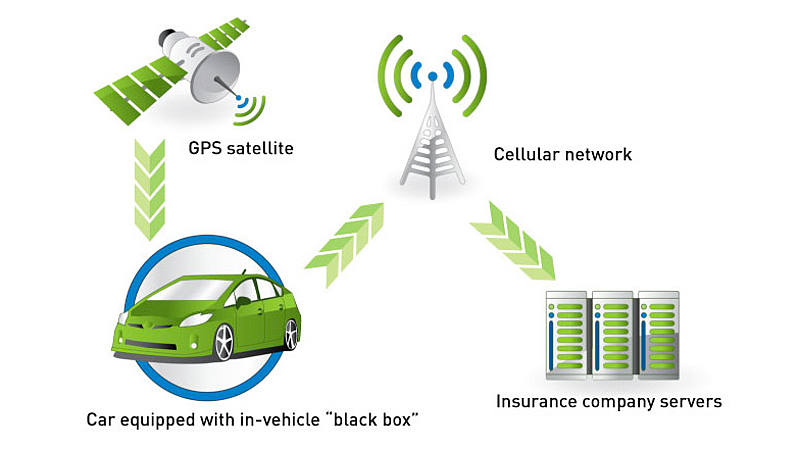 GPS satellite
Cellular network
Car equipped with in-vehicle “black box”
Insurance company servers